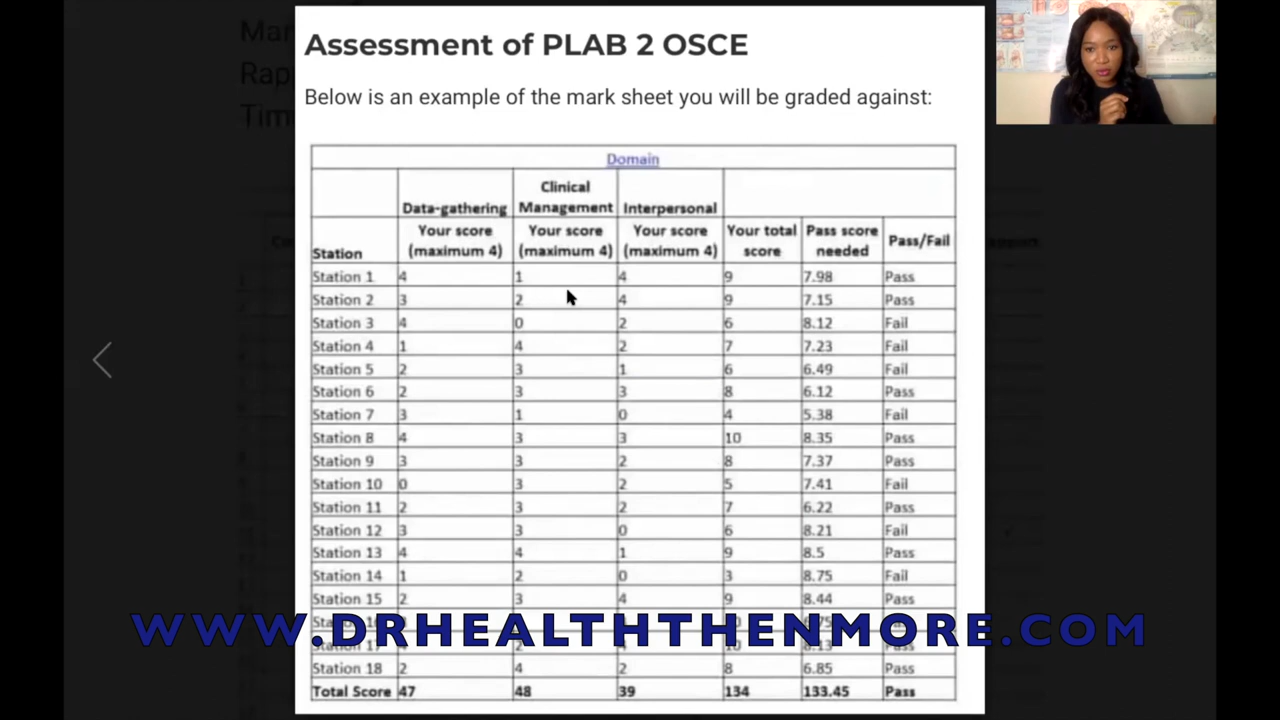 Assessment of PLAB 2 OSCE
Below is an example of the mark sheet you will be graded against:
Domain
Data-gathering Clinical Management Interpersonal
Station Your score (maximum 4) Your score (maximum 4) Your score (maximum 4) Your total score Pass score needed Pass/Fail
Station 1 4 1 4 9 7.98 Pass
Station 2 3 2 4 9 7.15 Pass
Station 3 4 0 2 6 8.12 Fail
Station 4 1 4 2 7 7.23 Fail
Station 5 2 3 1 6 6.49 Fail
Station 6 2 3 3 8 6.12 Pass
Station 7 3 1 0 4 5.38 Fail
Station 8 4 3 3 10 8.35 Pass
Station 9 3 3 2 8 7.37 Pass
Station 10 0 3 2 5 7.41 Fail
Station 11 2 3 2 7 6.22 Pass
Station 12 3 3 0 6 8.21 Fail
Station 13 4 4 1 9 8.5 Pass
Station 14 1 2 0 3 8.75 Fail
Station 15 2 3 4 9 8.44 Pass
WWW.DRHEALTHTHENMORE.COM
Station 17
Station 18 2 4 2 8 6.85 Pass
Total Score 47 48 39 134 133.45 Pass